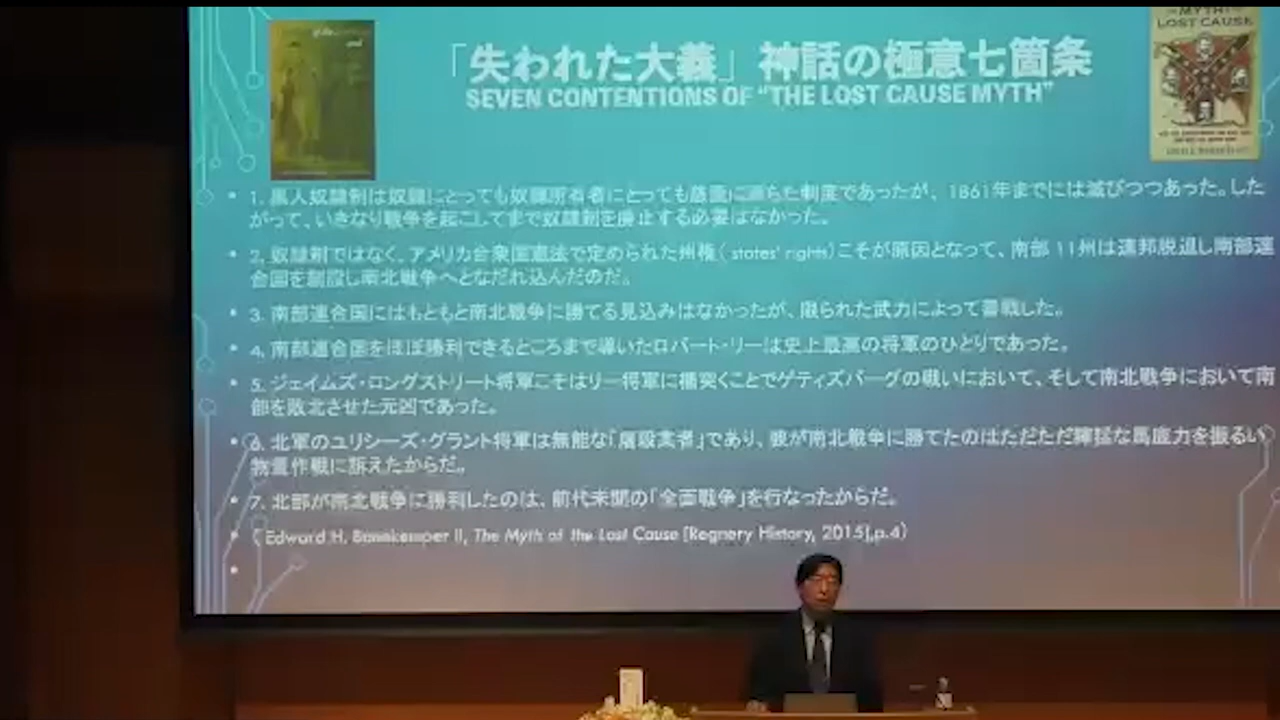 「失われた大義」神話の極意七箇条
SEVEN CONTENTIONS OF "THE LOST CAUSE MYTH"
MYTH
LOST CAUSE
• 1. 黒人奴隷制は奴隷にとっても奴隷所有者にとっても慈愛に満ちた制度であったが、1861年までには滅びつつあった。した
がって、いきなり戦争を起こしてまで奴隷制を廃止する必要はなかった。
• 2. 奴隷制ではなく、アメリカ合衆国憲法で定められた州権（states' rights）こそが原因となって、南部 11州は連邦脱退し南部連
合国を創設し南北戦争へとなだれ込んだのだ。
• 3. 南部連合国にはもともと南北戦争に勝てる見込みはなかったが、限られた武力によって善戦した。
• 4. 南部連合国をほぼ勝利できるところまで導いたロバート・リーは史上最高の将軍のひとりであった。
• 5. ジェイムズ・ロングストリート将軍こそはリー将軍に楯突くことでゲティズバーグの戦いにおいて、そして南北戦争において南
部を敗北させた元凶であった。
• 6. 北軍のユリシーズ・グラント将軍は無能な「屠殺業者」であり、彼が南北戦争に勝てたのはただただ獰猛な馬鹿力を振るい
物量作戦に訴えたからだ。
• 7. 北部が南北戦争に勝利したのは、前代未聞の「全面戦争」を行なったからだ。
• （Edward H. Bonekemper II, The Myth of the Lost Cause [Regnery History, 2015],p.4）